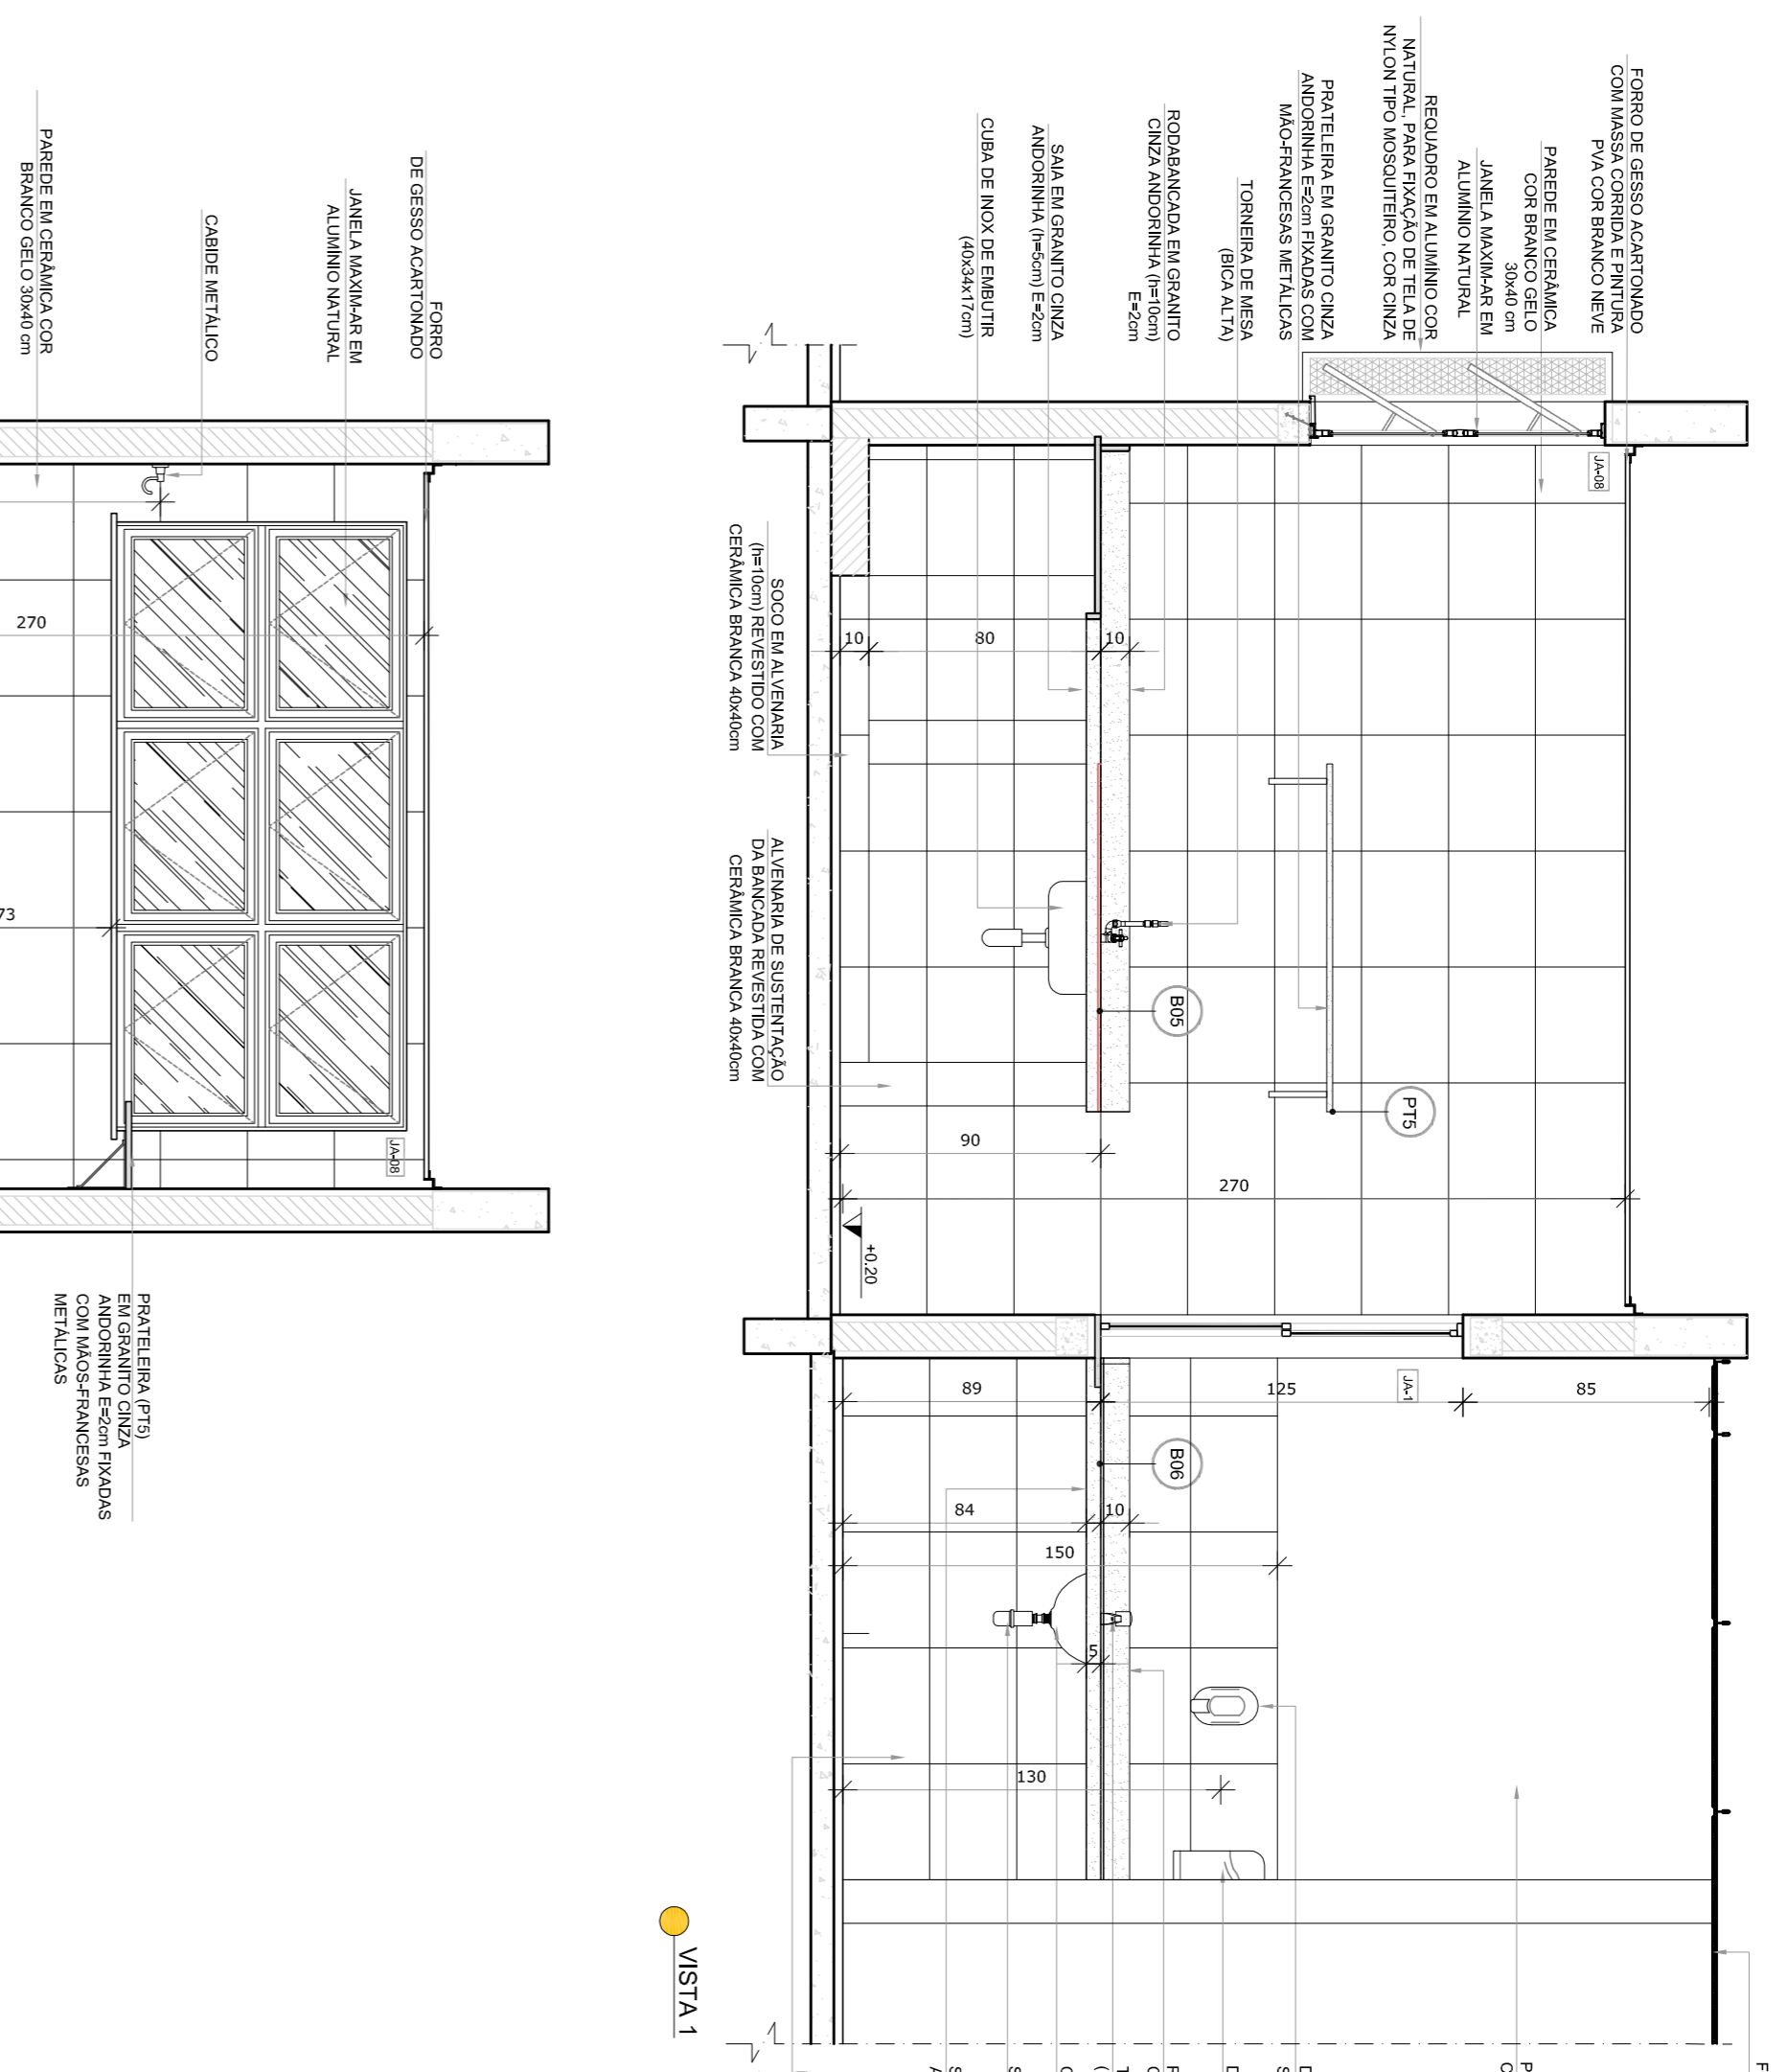 FORRO DE GESSO ACARTONADO
COM MASSA CORRIDA E PINTURA
PVA COR BRANCO NEVE
PAREDE EM CERÂMICA
COR BRANCO GELO
30x40 cm
JANELA MAXIM-AR EM
ALUMÍNIO NATURAL
REQUADRO EM ALUMÍNIO COR
NATURAL, PARA FIXAÇÃO DE TELA DE
NYLON TIPO MOSQUITEIRO, COR CINZA
PRATELEIRA EM GRANITO CINZA
ANDORINHA E=2cm FIXADAS COM
MÃO-FRANCESAS METÁLICAS
TORNEIRA DE MESA
(BICA ALTA)
RODABANCADA EM GRANITO
CINZA ANDORINHA (h=10cm)
E=2cm
SAIA EM GRANITO CINZA
ANDORINHA (h=5cm) E=2cm
CUBA DE INOX DE EMBUTIR
(40x34x17cm)
JA-08
SOCO EM ALVENARIA
(h=10cm) REVESTIDO COM
CERÂMICA BRANCA 40x40cm
ALVENARIA DE SUSTENTAÇÃO
DA BANCADA REVESTIDA COM
CERÂMICA BRANCA 40x40cm
10
80
10
B05
PT5
90
270
+0.20
89
125
85
JA-1
B06
84
10
150
5
130
VISTA 1
FORRO
DE GESSO ACARTONADO
JANELA MAXIM-AR EM
ALUMÍNIO NATURAL
CABIDE METÁLICO
PAREDE EM CERÂMICA COR
BRANCO GELO 30x40 cm
270
73
JA-08
PRATELEIRA (PT5)
EM GRANITO CINZA
ANDORINHA E=2cm FIXADAS
COM MÃOS-FRANCESAS
METÁLICAS